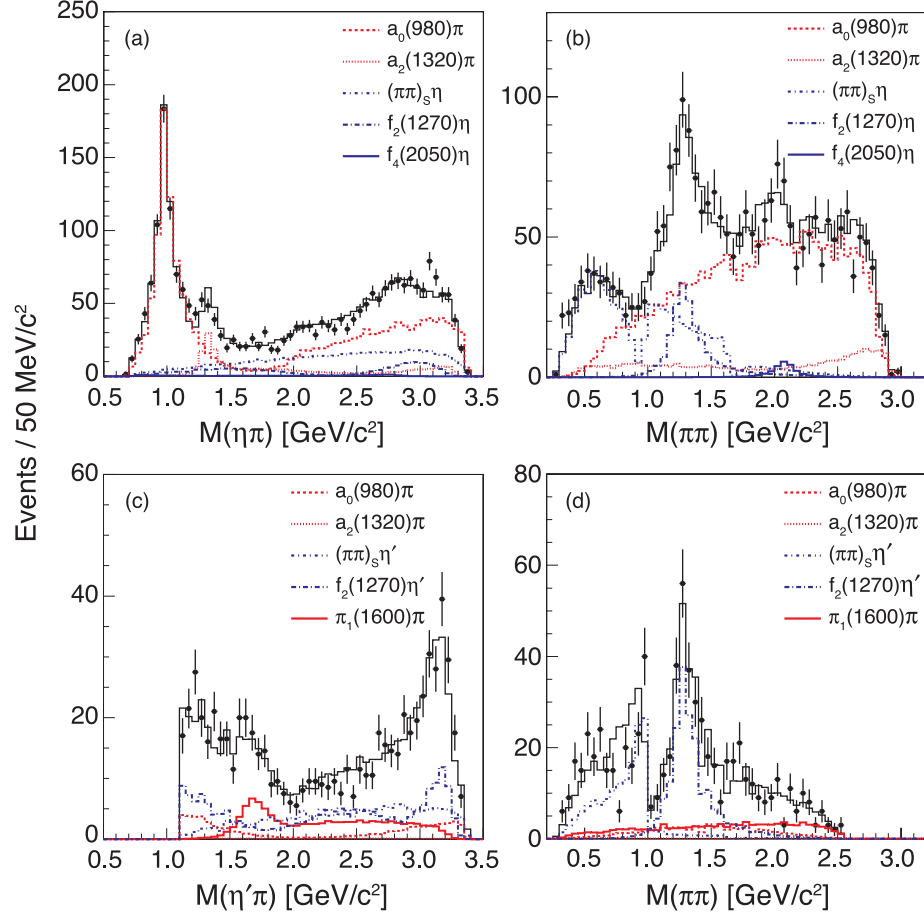 Events / 50 MeV/c²
250
200
150
100
50
0
(a)
a₀(980)π
a₂(1320)π
(ππ)ₛη
f₂(1270)η
f₄(2050)η
0.5 1.0 1.5 2.0 2.5 3.0 3.5
M(ηπ) [GeV/c²]
100
50
0
(b)
a₀(980)π
a₂(1320)π
(ππ)ₛη
f₂(1270)η
f₄(2050)η
0.5 1.0 1.5 2.0 2.5 3.0
M(ππ) [GeV/c²]
60
40
20
0
(c)
a₀(980)π
a₂(1320)π
(ππ)ₛη′
f₂(1270)η′
π₁(1600)π
0.5 1.0 1.5 2.0 2.5 3.0 3.5
M(η′π) [GeV/c²]
80
60
40
20
0
(d)
a₀(980)π
a₂(1320)π
(ππ)ₛη′
f₂(1270)η′
π₁(1600)π
0.5 1.0 1.5 2.0 2.5 3.0
M(ππ) [GeV/c²]